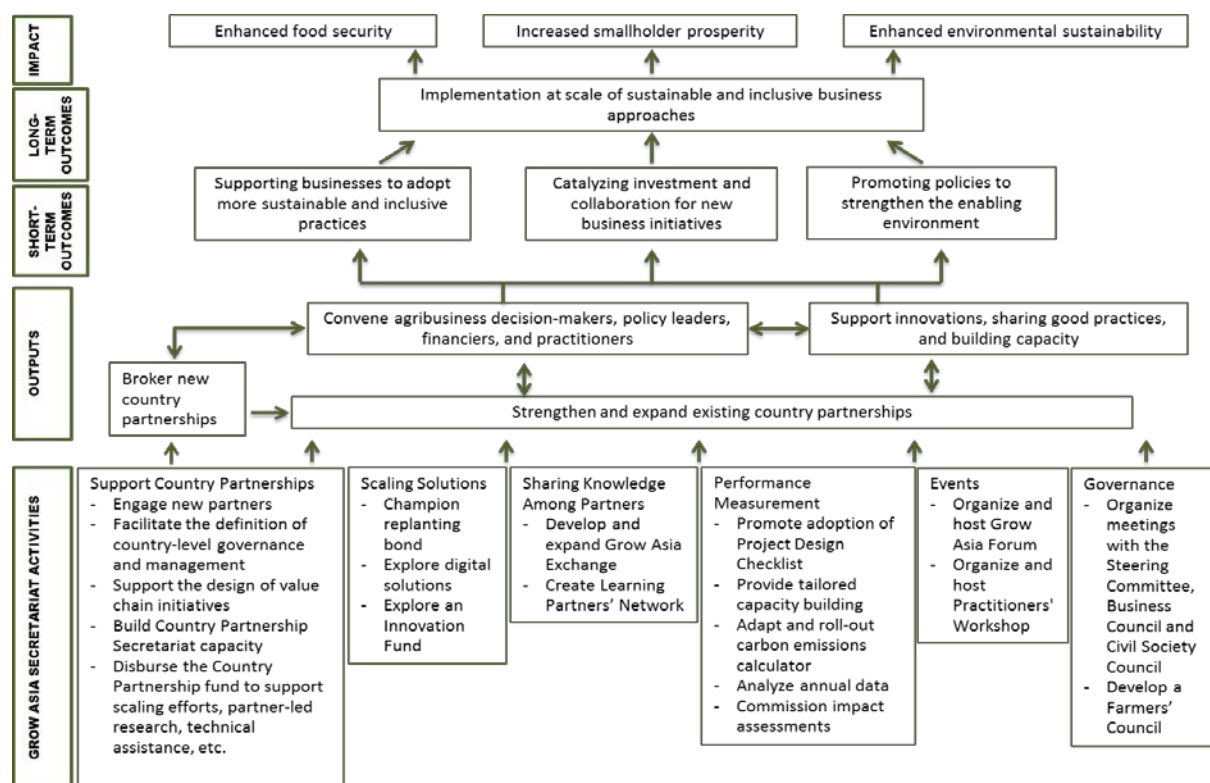 IMPACT
Enhanced food security
Increased smallholder prosperity
Enhanced environmental sustainability
LONG-
TERM
OUTCOMES
Implementation at scale of sustainable and inclusive business
approaches
SHORT-
TERM
OUTCOMES
Supporting businesses to adopt
more sustainable and inclusive
practices
Catalyzing investment and
collaboration for new
business initiatives
Promoting policies to
strengthen the enabling
environment
OUTPUTS
Convene agribusiness decision-makers, policy leaders,
financiers, and practitioners
Support innovations, sharing good practices,
and building capacity
Broker new
country
partnerships
Strengthen and expand existing country partnerships
GROW ASIA SECRETARIAT ACTIVITIES
Support Country Partnerships
- Engage new partners
- Facilitate the definition of
country-level governance
and management
- Support the design of value
chain initiatives
- Build Country Partnership
Secretariat capacity
- Disburse the Country
Partnership fund to support
scaling efforts, partner-led
research, technical
assistance, etc.
Scaling Solutions
- Champion
replanting
bond
- Explore digital
solutions
- Explore an
Innovation
Fund
Sharing Knowledge
Among Partners
- Develop and
expand Grow Asia
Exchange
- Create Learning
Partners’ Network
Performance
Measurement
- Promote adoption of
Project Design
Checklist
- Provide tailored
capacity building
- Adapt and roll-out
carbon emissions
calculator
- Analyze annual data
- Commission impact
assessments
Events
- Organize and
host Grow
Asia Forum
- Organize and
host
Practitioners'
Workshop
Governance
- Organize
meetings
with the
Steering
Committee,
Business
Council and
Civil Society
Council
- Develop a
Farmers’
Council